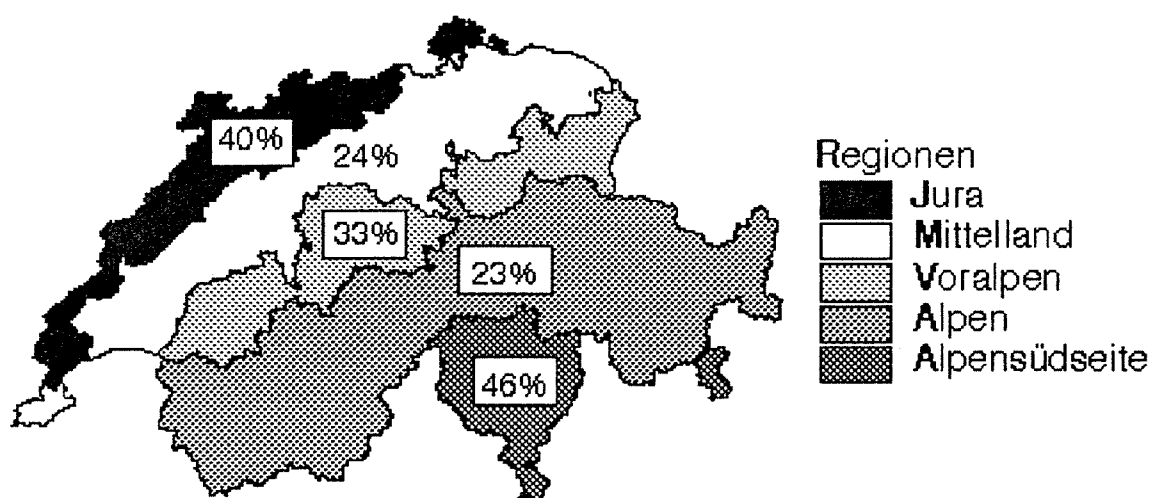 40%
24%
33%
23%
46%
Regionen
Jura
Mittelland
Voralpen
Alpen
Alpensüdseite